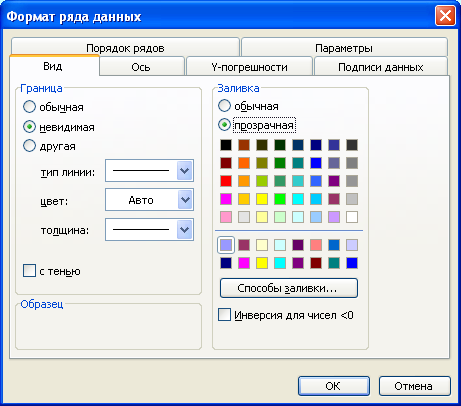 Формат ряда данных
Порядок рядов
Параметры
Вид
Ось
Y-погрешности
Подписи данных
Граница
обычная
невидимая
другая
тип линии:
цвет:
Авто
толщина:
с тенью
Образец
Заливка
обычная
прозрачная
Способы заливки...
Инверсия для чисел <0
ОК
Отмена